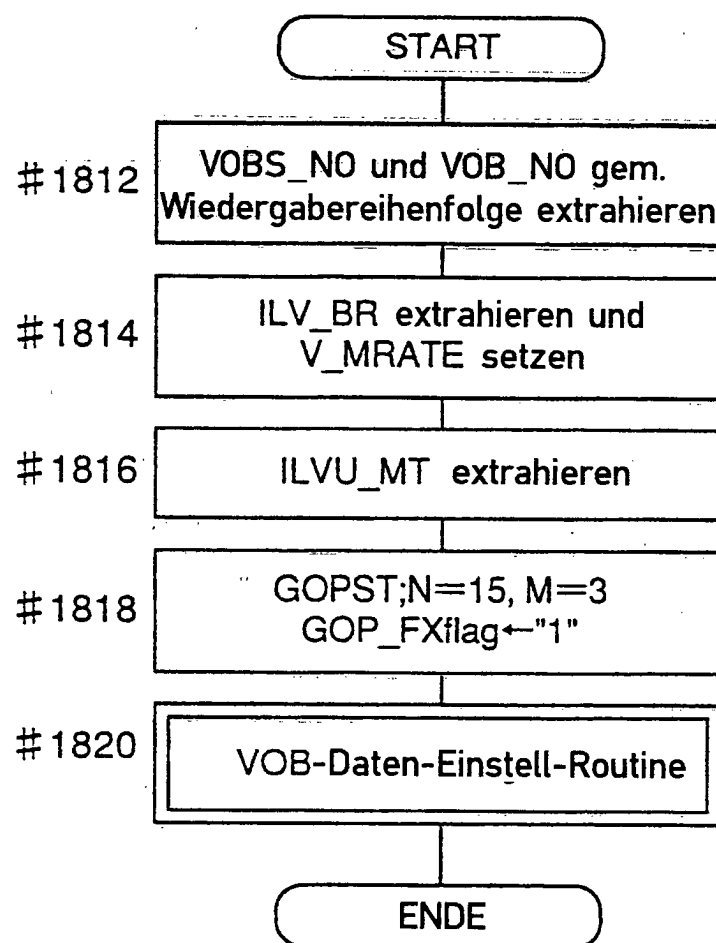 START
#1812
VOBS_NO und VOB_NO gem.
Wiedergabereihenfolge extrahieren
#1814
ILV_BR extrahieren und
V_MRATE setzen
#1816
ILVU_MT extrahieren
#1818
GOPST;N=15, M=3
GOP_FXflag←"1"
#1820
VOB-Daten-Einstell-Routine
ENDE